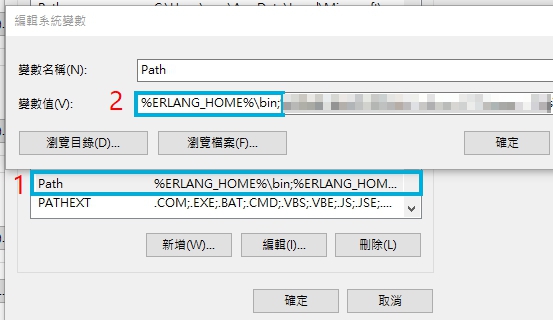 編輯系統變數
變數名稱(N):
Path
變數值(V):
2
%ERLANG_HOME%\bin;
瀏覽目錄(D)...
瀏覽檔案(F)...
確定
1
Path
%ERLANG_HOME%\bin;%ERLANG_HOM...
PATHEXT
.COM;.EXE;.BAT;.CMD;.VBS;.VBE;.JS;.JSE;....
新增(W)...
編輯(I)...
刪除(L)
確定
取消